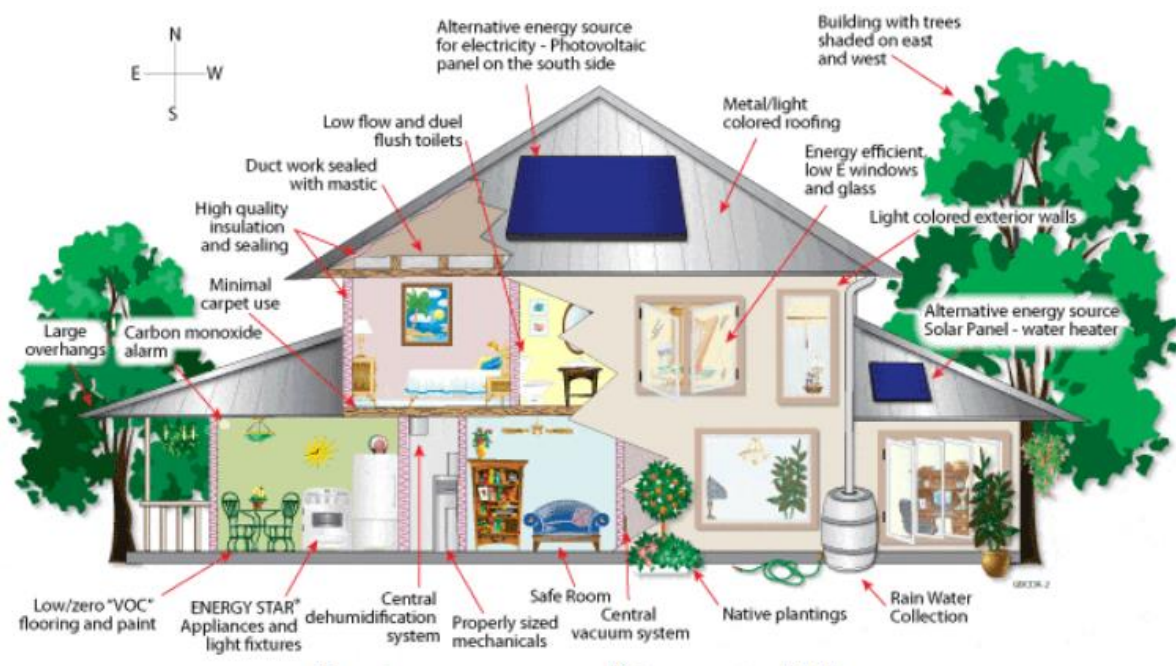 N
E
W
S
Alternative energy source
for electricity - Photovoltaic
panel on the south side
Building with trees
shaded on east
and west
Low flow and duel
flush toilets
Metal/light
colored roofing
Duct work sealed
with mastic
Energy efficient,
low E windows
and glass
High quality
insulation
and sealing
Light colored exterior walls
Minimal
carpet use
Large
overhangs
Carbon monoxide
alarm
Alternative energy source
Solar Panel - water heater
Low/zero "VOC"
flooring and paint
ENERGY STAR®
Appliances and
light fixtures
Central
dehumidification
system
Properly sized
mechanicals
Safe Room
Central
vacuum system
Native plantings
Rain Water
Collection